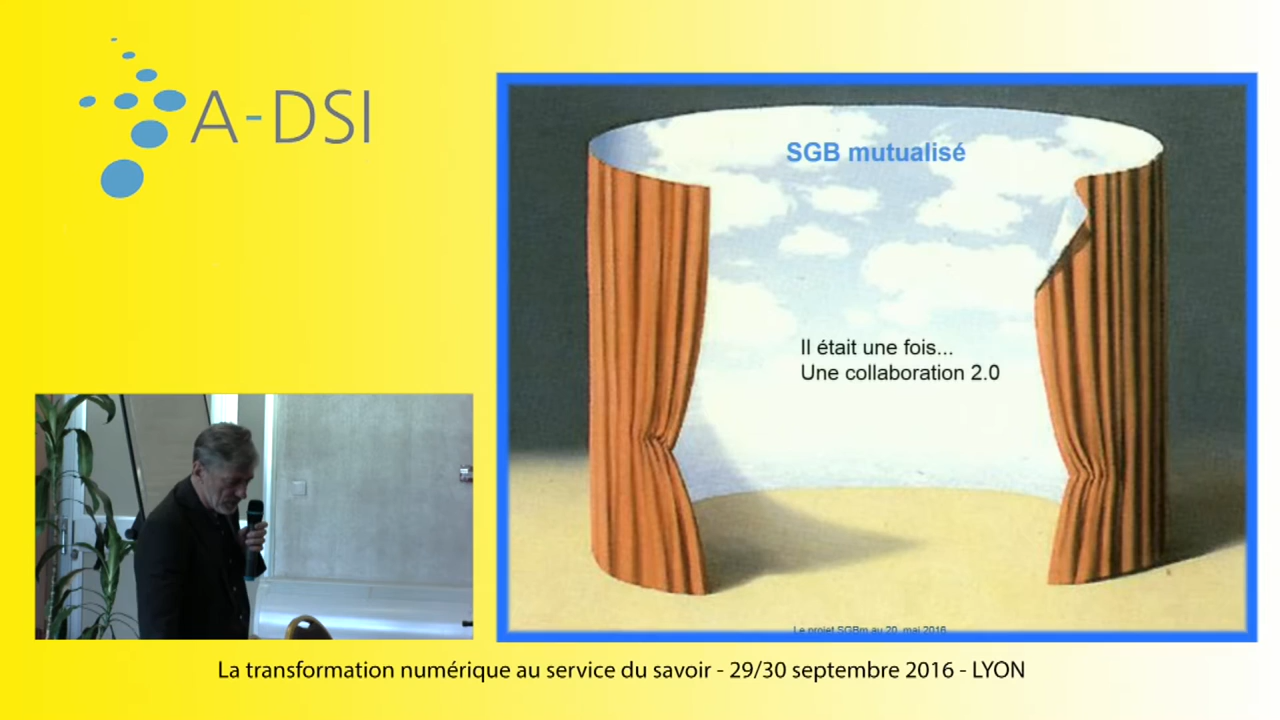 A-DSI
SGB mutualisé
Il était une fois...
Une collaboration 2.0
Le projet SGBm au 20 mai 2016
La transformation numérique au service du savoir - 29/30 septembre 2016 - LYON